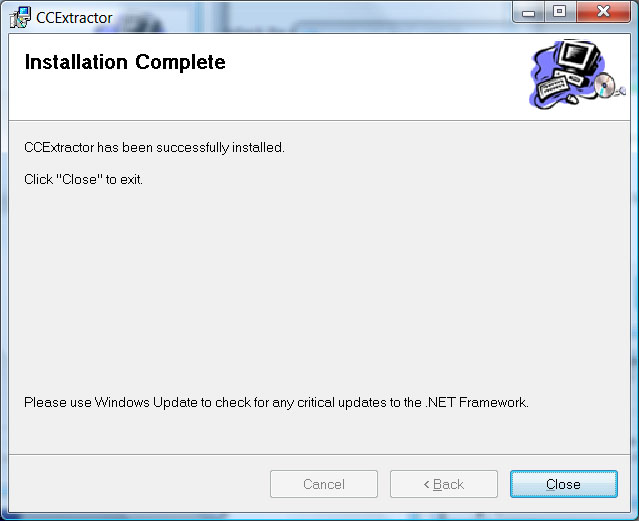 CCExtractor
Installation Complete
CCExtractor has been successfully installed.
Click "Close" to exit.
Please use Windows Update to check for any critical updates to the .NET Framework.
Cancel
< Back
Close